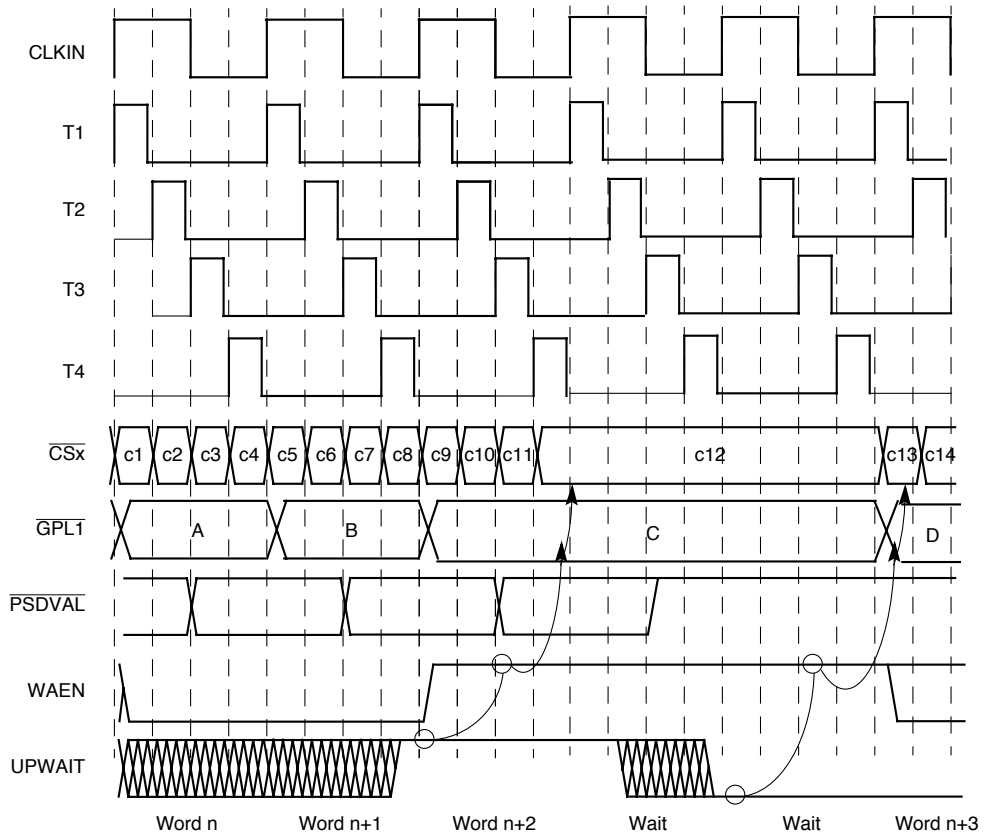 CLKIN
T1
T2
T3
T4
CSx
c1 c2 c3 c4 c5 c6 c7 c8 c9 c10 c11 c12 c13 c14
GPL1
A B C D
PSDVAL
WAEN
UPWAIT
Word n Word n+1 Word n+2 Wait Wait Word n+3